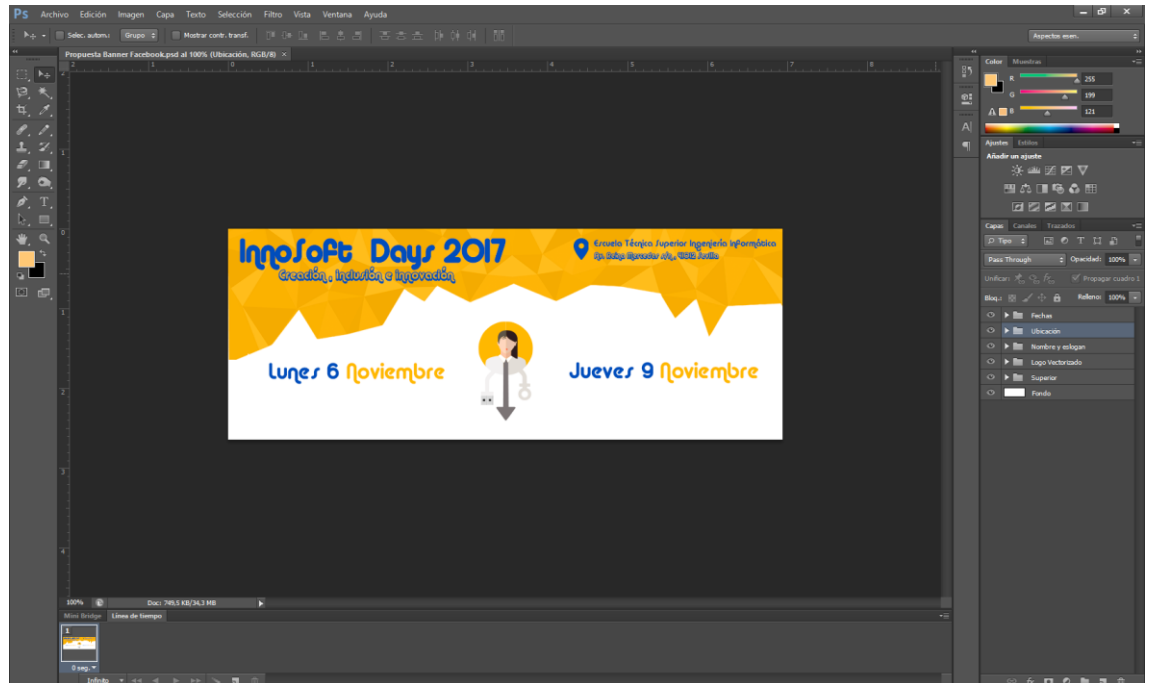 Ps Archivo Edición Imagen Capa Texto Selección Filtro Vista Ventana Ayuda
Selec. autom.: Grupo Mostrar contr. transf. Aspectos esen.
Propuesta Banner Facebook.psd al 100% (Ubicación, RGB/8) ×
Color Muestras
R 255
G 199
B 121
Ajustes Estilos
Añadir un ajuste
Capas Canales Trazados
Tipo
Pass Through Opacidad: 100%
Unificar: Propagar cuadro 1
Bloq.: Relleno: 100%
Fechas
Ubicación
Nombre y eslogan
Logo Vectorizado
Superior
Fondo
InnoSoft Days 2017
Creación, Inclusión e Innovación
Escuela Técnica Superior Ingeniería Informática
Lunes 6 Noviembre
Jueves 9 Noviembre
100% Doc: 749,5 KB/34,3 MB
Mini Bridge Línea de tiempo
1
0 seg.
Infinito